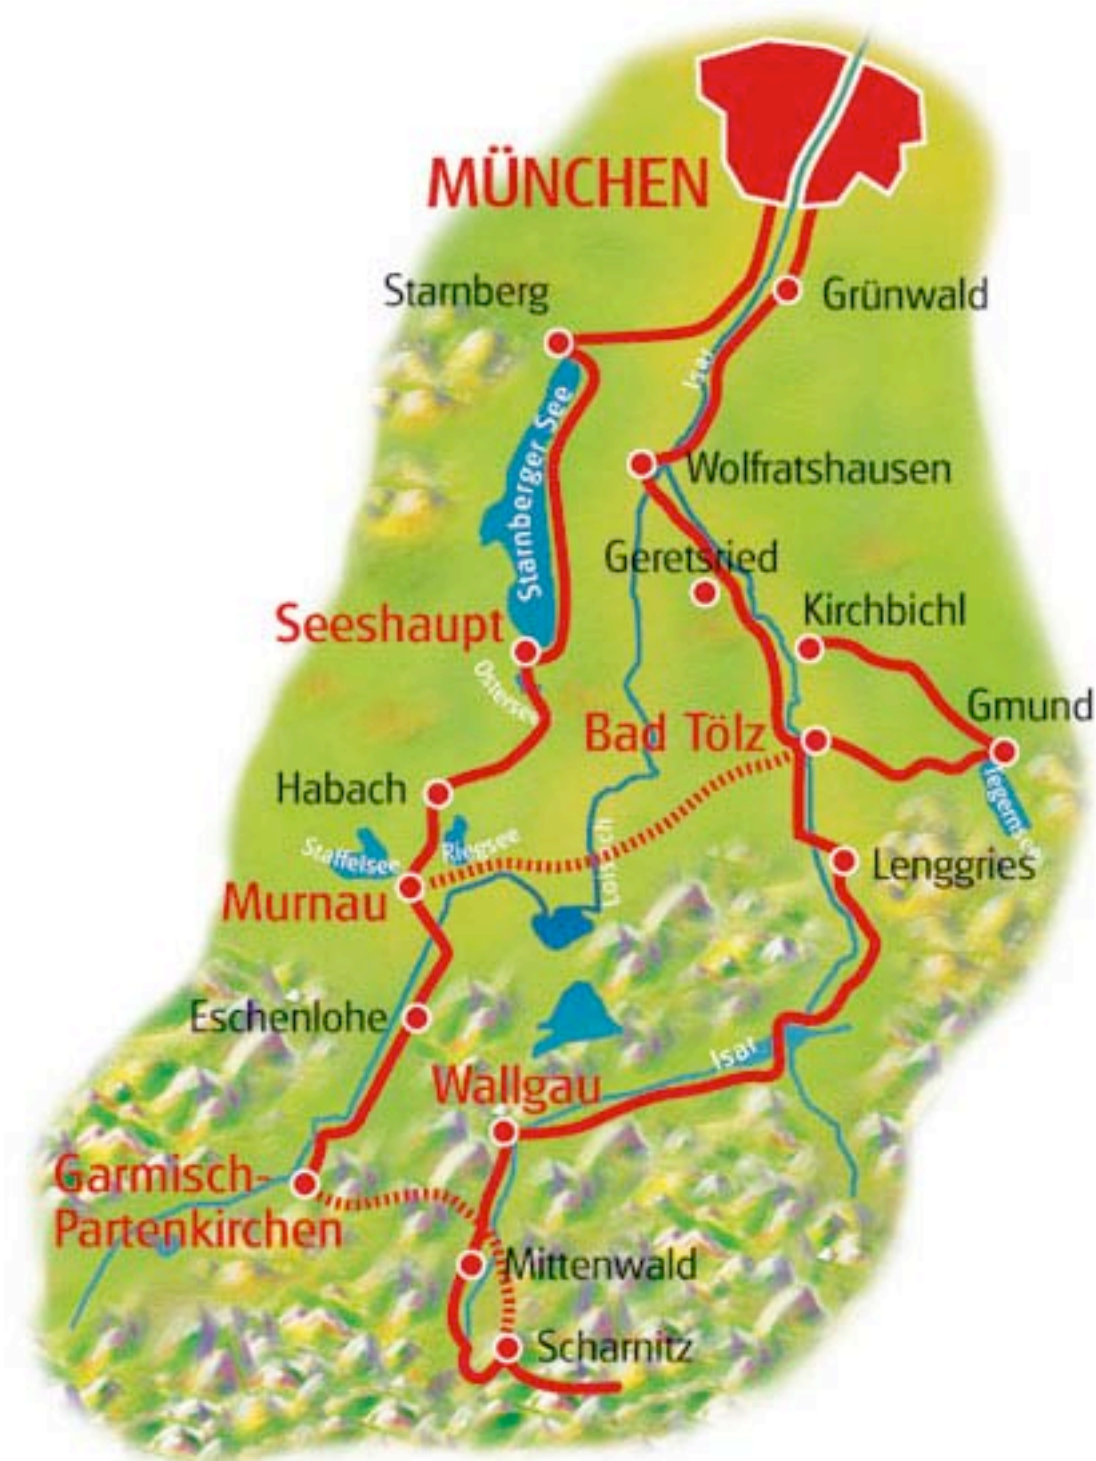 MÜNCHEN
Starnberg
Grünwald
Isar
Starnberger See
Wolfratshausen
Geretsried
Kirchbichl
Seeshaupt
Ostersee
Gmund
Bad Tölz
Tegernsee
Habach
Staffelsee
Riegsee
Loisach
Lenggries
Murnau
Eschenlohe
Isar
Wallgau
Garmisch-
Partenkirchen
Mittenwald
Scharnitz